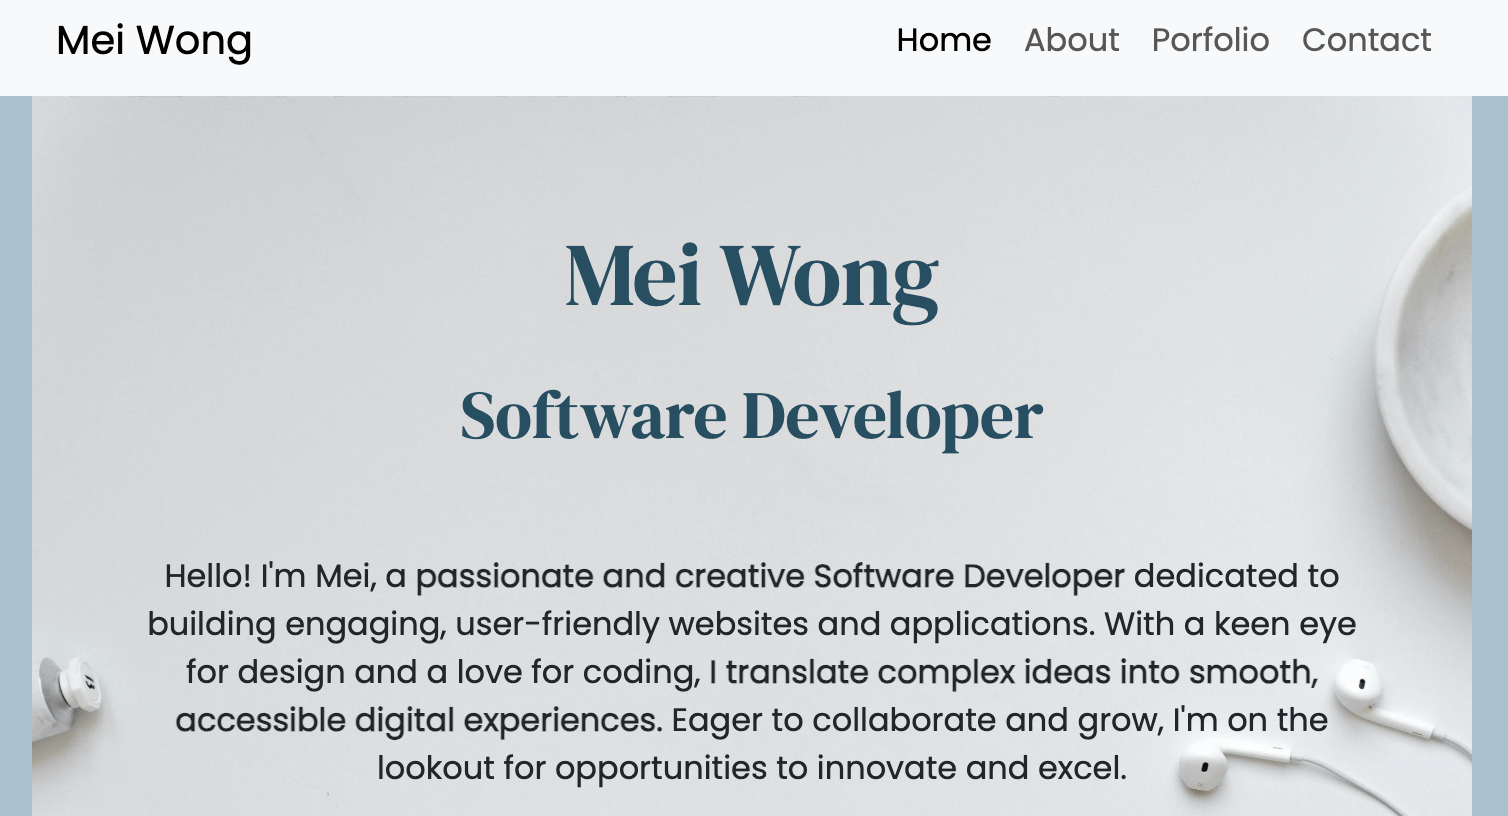 Mei Wong
Home About Porfolio Contact
Mei Wong
Software Developer
Hello! I'm Mei, a passionate and creative Software Developer dedicated to
building engaging, user-friendly websites and applications. With a keen eye
for design and a love for coding, I translate complex ideas into smooth,
accessible digital experiences. Eager to collaborate and grow, I'm on the
lookout for opportunities to innovate and excel.